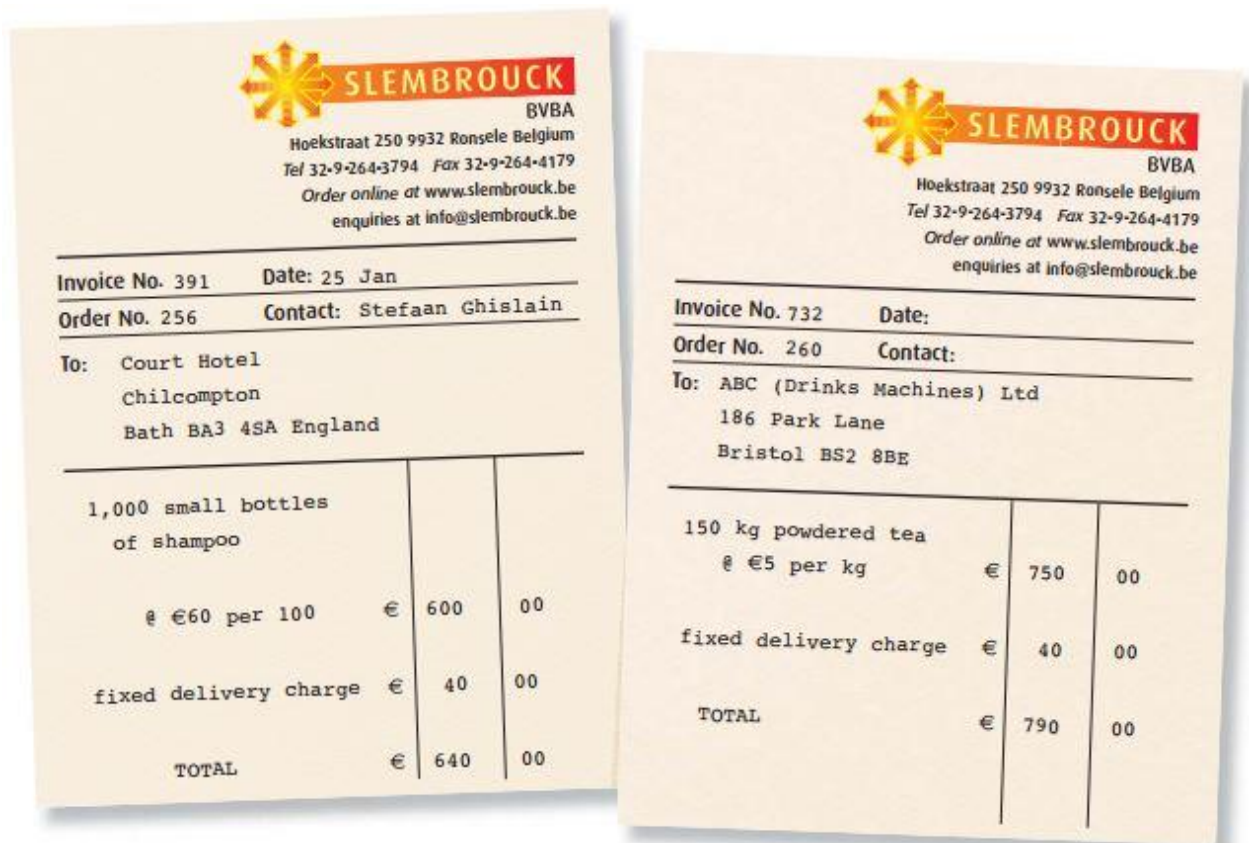 SLEMBROUCK
BVBA
Hoekstraat 250 9932 Ronsele Belgium
Tel 32-9-264-3794 Fax 32-9-264-4179
Order online at www.slembrouck.be
enquiries at info@slembrouck.be
Invoice No. 391 Date: 25 Jan
Order No. 256 Contact: Stefaan Ghislain
To: Court Hotel
Chilcompton
Bath BA3 4SA England
1,000 small bottles
of shampoo
@ €60 per 100 € 600 00
fixed delivery charge € 40 00
TOTAL € 640 00
SLEMBROUCK
BVBA
Hoekstraat 250 9932 Ronsele Belgium
Tel 32-9-264-3794 Fax 32-9-264-4179
Order online at www.slembrouck.be
enquiries at info@slembrouck.be
Invoice No. 732 Date:
Order No. 260 Contact:
To: ABC (Drinks Machines) Ltd
186 Park Lane
Bristol BS2 8BE
150 kg powdered tea
@ €5 per kg € 750 00
fixed delivery charge € 40 00
TOTAL € 790 00